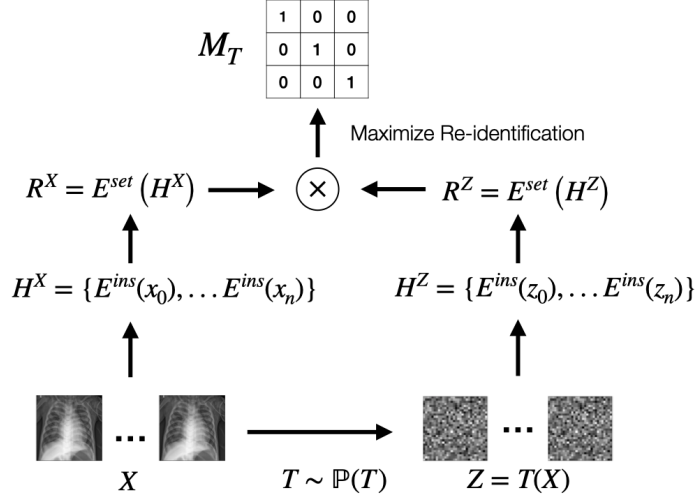 M_T
1 0 0
0 1 0
0 0 1
Maximize Re-identification
R^X = E^{set} (H^X)
×
R^Z = E^{set} (H^Z)
H^X = {E^{ins}(x_0), … E^{ins}(x_n)}
H^Z = {E^{ins}(z_0), … E^{ins}(z_n)}
...
...
X
T ∼ ℙ(T)
Z = T(X)